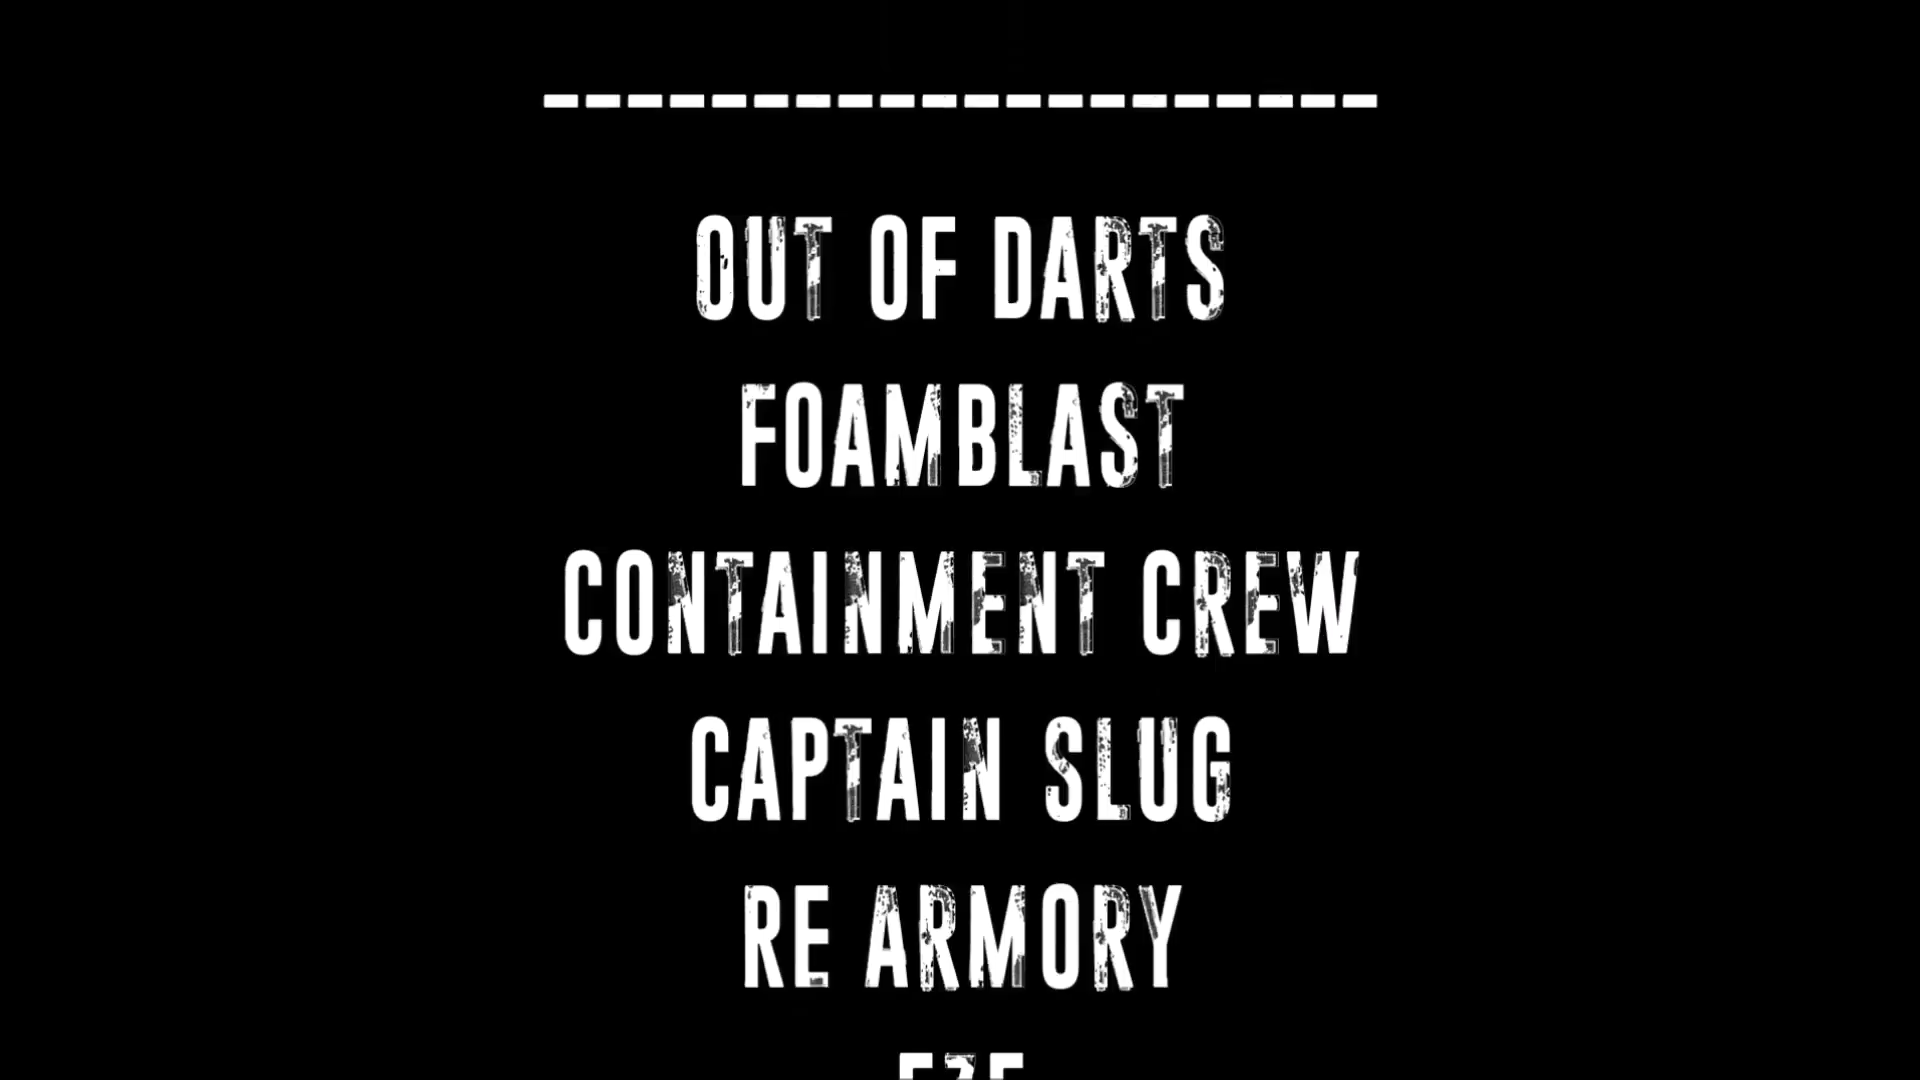 --------------------
OUT OF DARTS
FOAMBLAST
CONTAINMENT CREW
CAPTAIN SLUG
RE ARMORY